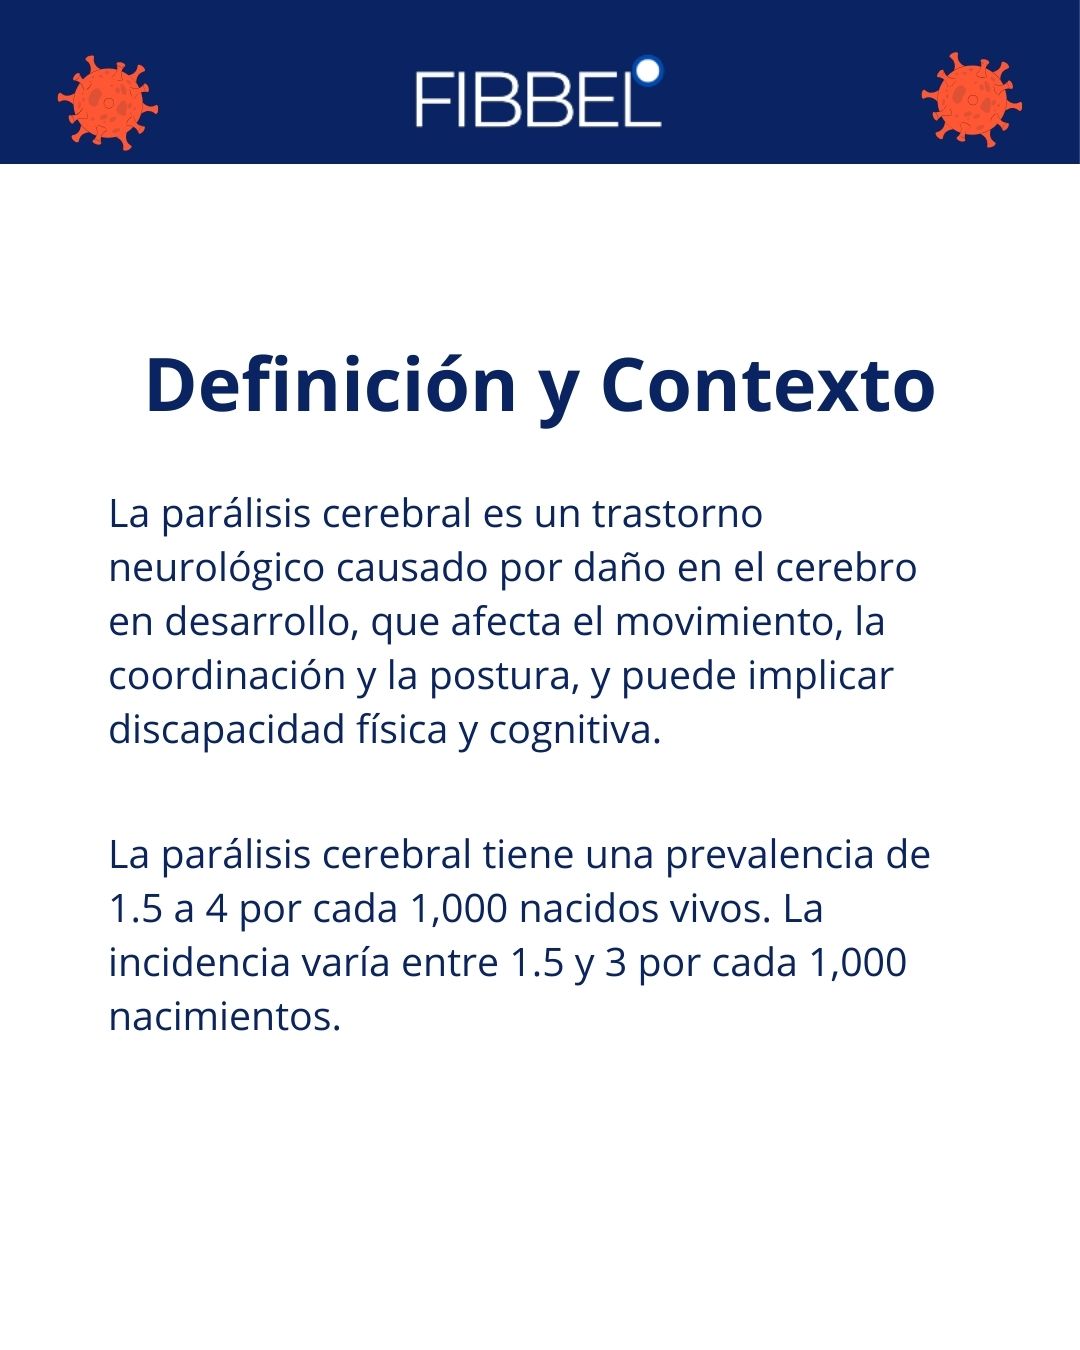 FIBBEL
Definición y Contexto
La parálisis cerebral es un trastorno
neurológico causado por daño en el cerebro
en desarrollo, que afecta el movimiento, la
coordinación y la postura, y puede implicar
discapacidad física y cognitiva.
La parálisis cerebral tiene una prevalencia de
1.5 a 4 por cada 1,000 nacidos vivos. La
incidencia varía entre 1.5 y 3 por cada 1,000
nacimientos.